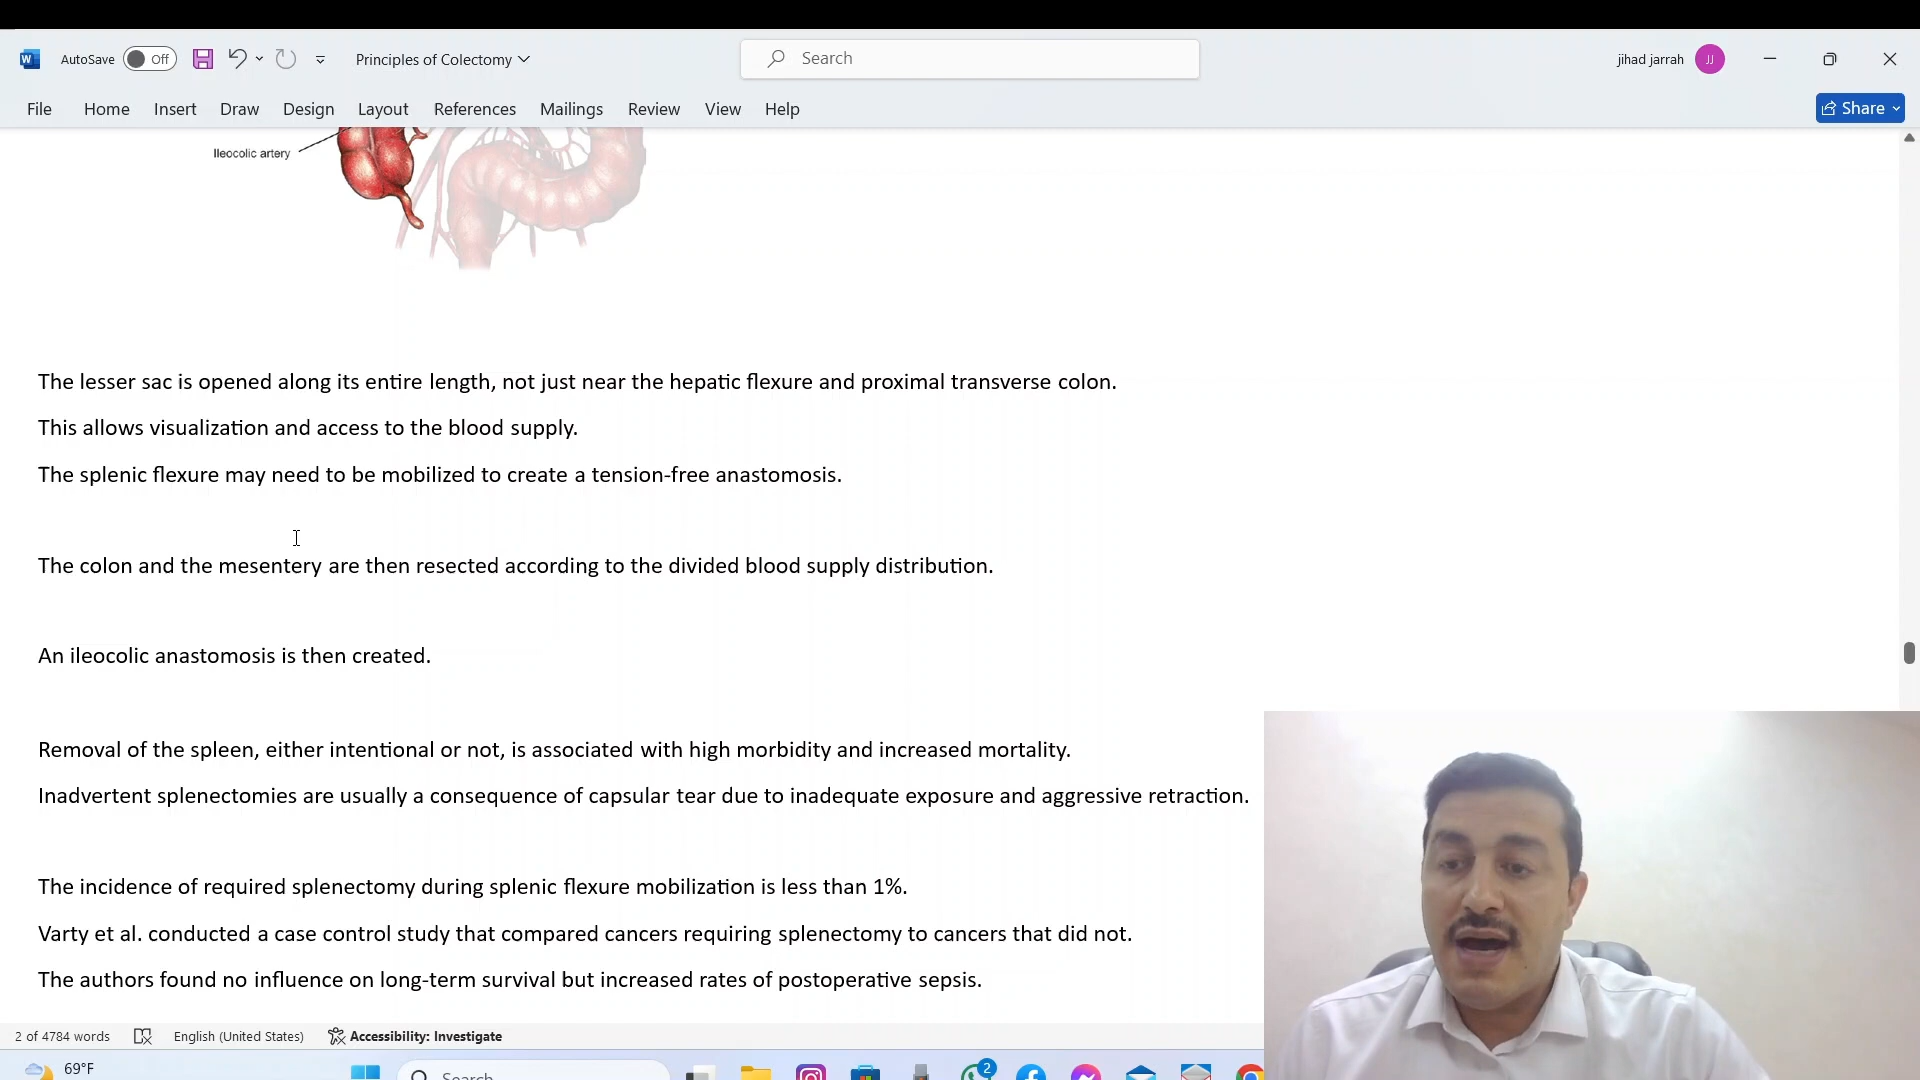 W AutoSave Off Principles of Colectomy Search jihad jarrah JJ
File Home Insert Draw Design Layout References Mailings Review View Help Share
Ileocolic artery
The lesser sac is opened along its entire length, not just near the hepatic flexure and proximal transverse colon.
This allows visualization and access to the blood supply.
The splenic flexure may need to be mobilized to create a tension-free anastomosis.
The colon and the mesentery are then resected according to the divided blood supply distribution.
An ileocolic anastomosis is then created.
Removal of the spleen, either intentional or not, is associated with high morbidity and increased mortality.
Inadvertent splenectomies are usually a consequence of capsular tear due to inadequate exposure and aggressive retraction.
The incidence of required splenectomy during splenic flexure mobilization is less than 1%.
Varty et al. conducted a case control study that compared cancers requiring splenectomy to cancers that did not.
The authors found no influence on long-term survival but increased rates of postoperative sepsis.
2 of 4784 words English (United States) Accessibility: Investigate
69°F Search 2